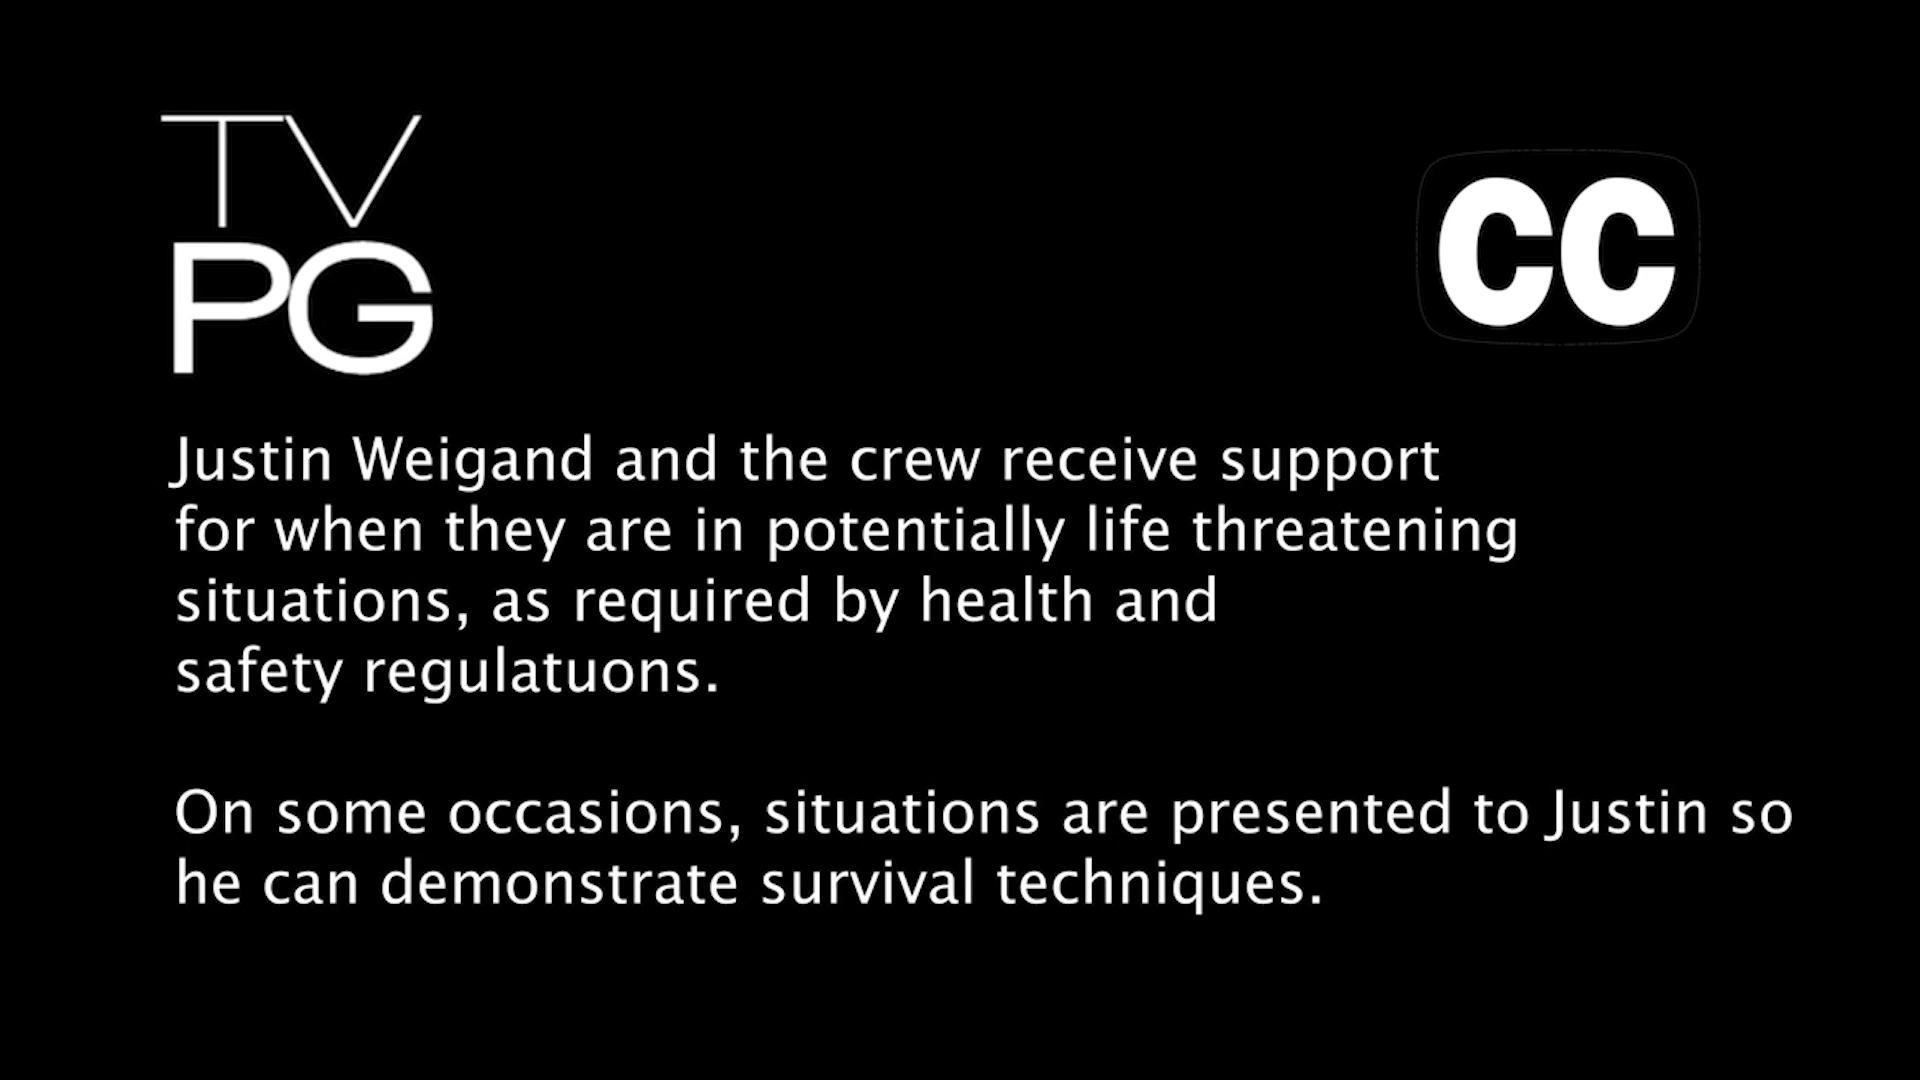 TV
PG
CC
Justin Weigand and the crew receive support
for when they are in potentially life threatening
situations, as required by health and
safety regulatuons.
On some occasions, situations are presented to Justin so
he can demonstrate survival techniques.